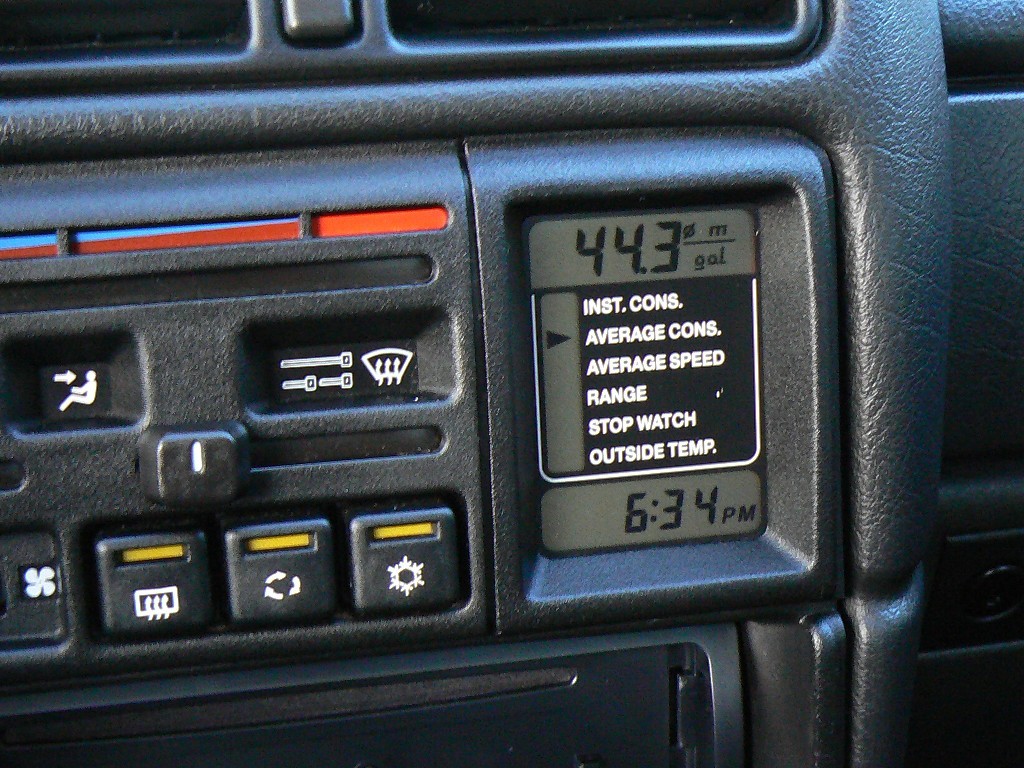 44.3 ø m
gal
INST. CONS.
AVERAGE CONS.
AVERAGE SPEED
RANGE
STOP WATCH
OUTSIDE TEMP.
6:34 PM